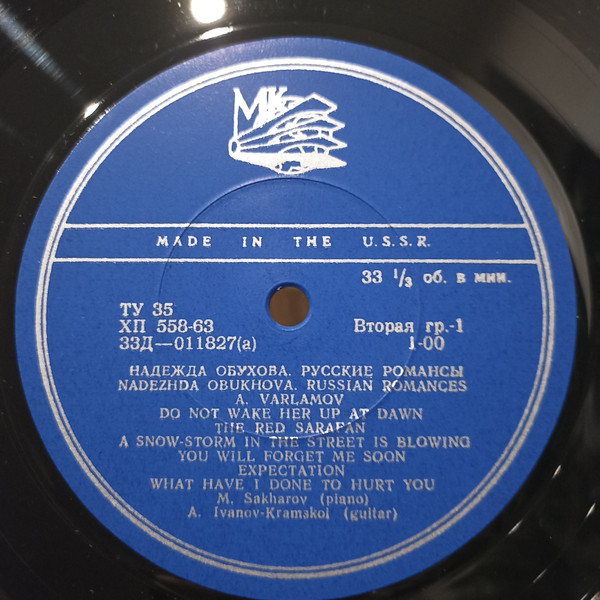 МК
MADE IN THE U.S.S.R.
33 1/3 об. в мин.
ТУ 35
ХП 558-63
Вторая гр.-1
33Д—011827(а)
1-00
НАДЕЖДА ОБУХОВА. РУССКИЕ РОМАНСЫ
NADEZHDA OBUKHOVA. RUSSIAN ROMANCES
A. VARLAMOV
DO NOT WAKE HER UP AT DAWN
THE RED SARAFAN
A SNOW-STORM IN THE STREET IS BLOWING
YOU WILL FORGET ME SOON
EXPECTATION
WHAT HAVE I DONE TO HURT YOU
M. Sakharov (piano)
A. Ivanov-Kramskoi (guitar)